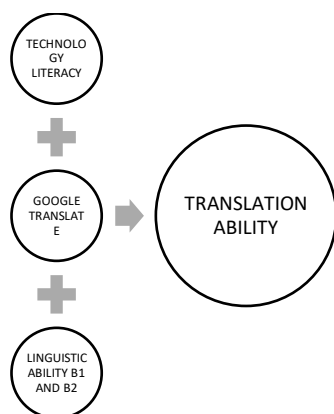 TECHNOLO
GY
LITERACY
GOOGLE
TRANSLAT
E
TRANSLATION
ABILITY
LINGUISTIC
ABILITY B1
AND B2